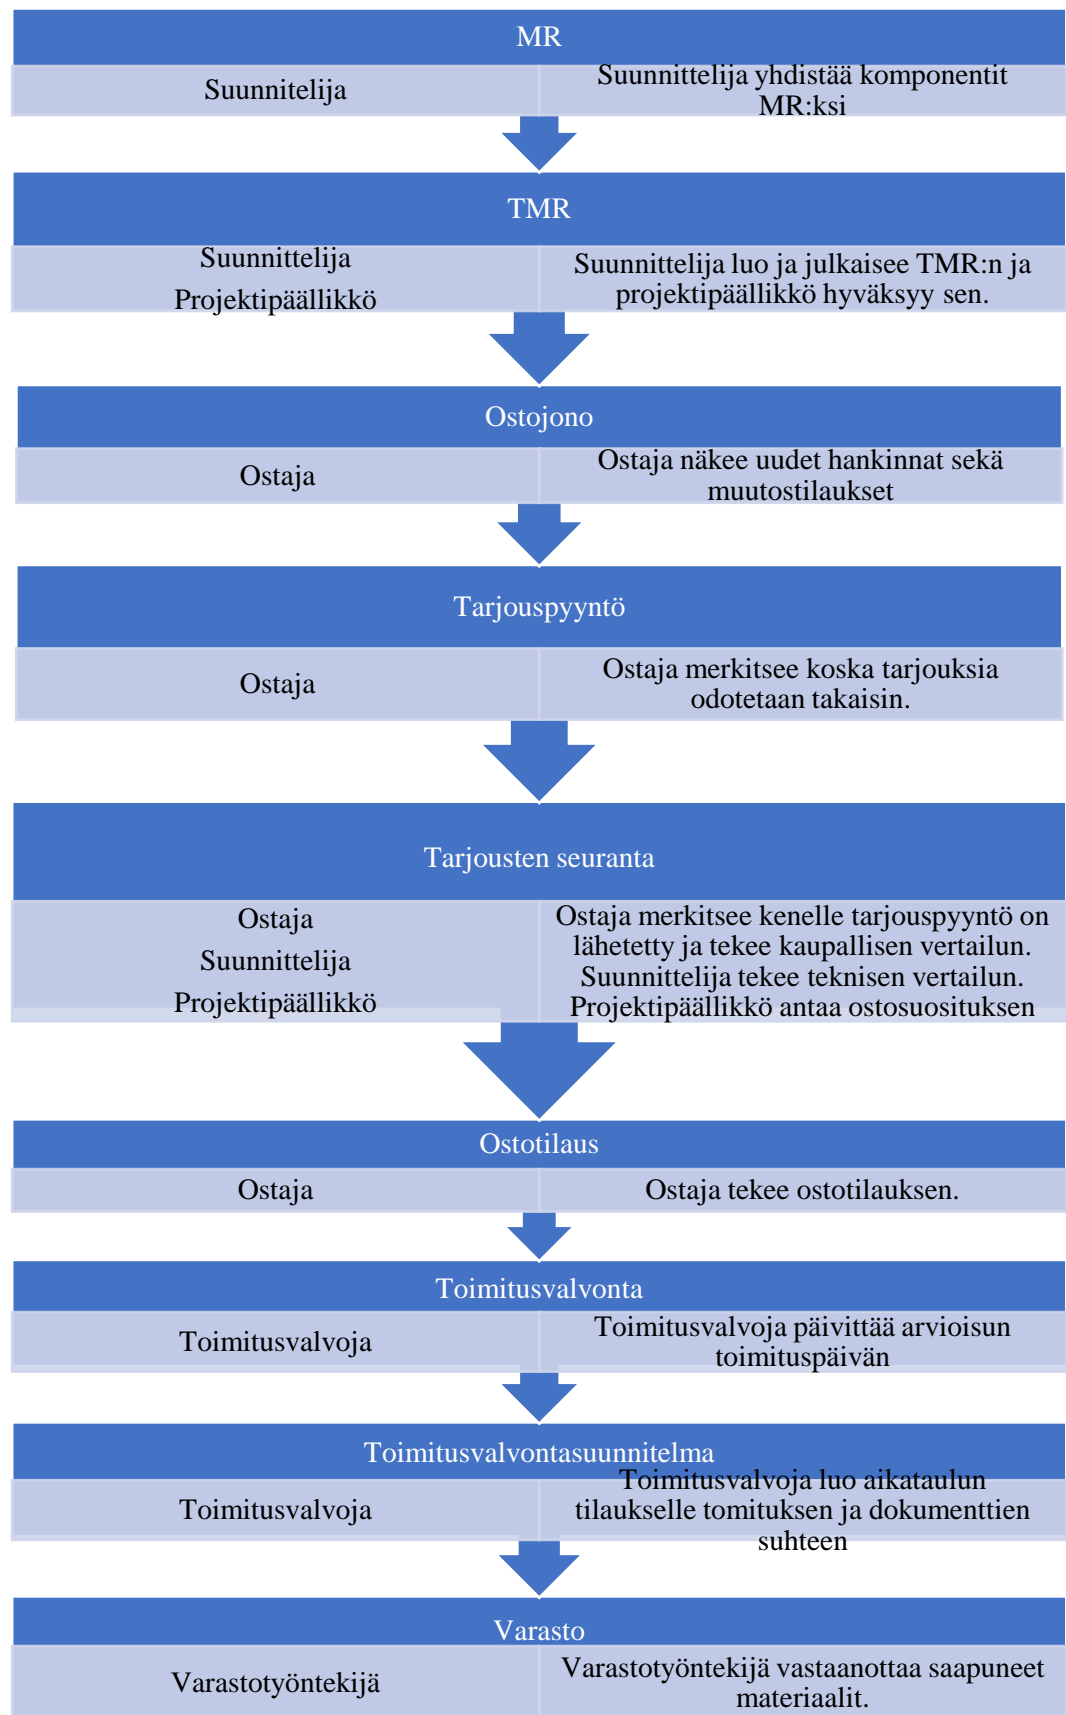 MR
Suunnitelija
Suunnittelija yhdistää komponentit
MR:ksi
TMR
Suunnittelija
Projektipäällikkö
Suunnittelija luo ja julkaisee TMR:n ja
projektipäällikkö hyväksyy sen.
Ostojono
Ostaja
Ostaja näkee uudet hankinnat sekä
muutostilaukset
Tarjouspyyntö
Ostaja
Ostaja merkitsee koska tarjouksia
odotetaan takaisin.
Tarjousten seuranta
Ostaja
Suunnittelija
Projektipäällikkö
Ostaja merkitsee kenelle tarjouspyyntö on
lähetetty ja tekee kaupallisen vertailun.
Suunnittelija tekee teknisen vertailun.
Projektipäällikkö antaa ostosuosituksen
Ostotilaus
Ostaja
Ostaja tekee ostotilauksen.
Toimitusvalvonta
Toimitusvalvoja
Toimitusvalvoja päivittää arvioisun
toimituspäivän
Toimitusvalvontasuunnitelma
Toimitusvalvoja
Toimitusvalvoja luo aikataulun
tilaukselle tomituksen ja dokumenttien
suhteen
Varasto
Varastotyöntekijä
Varastotyöntekijä vastaanottaa saapuneet
materiaalit.